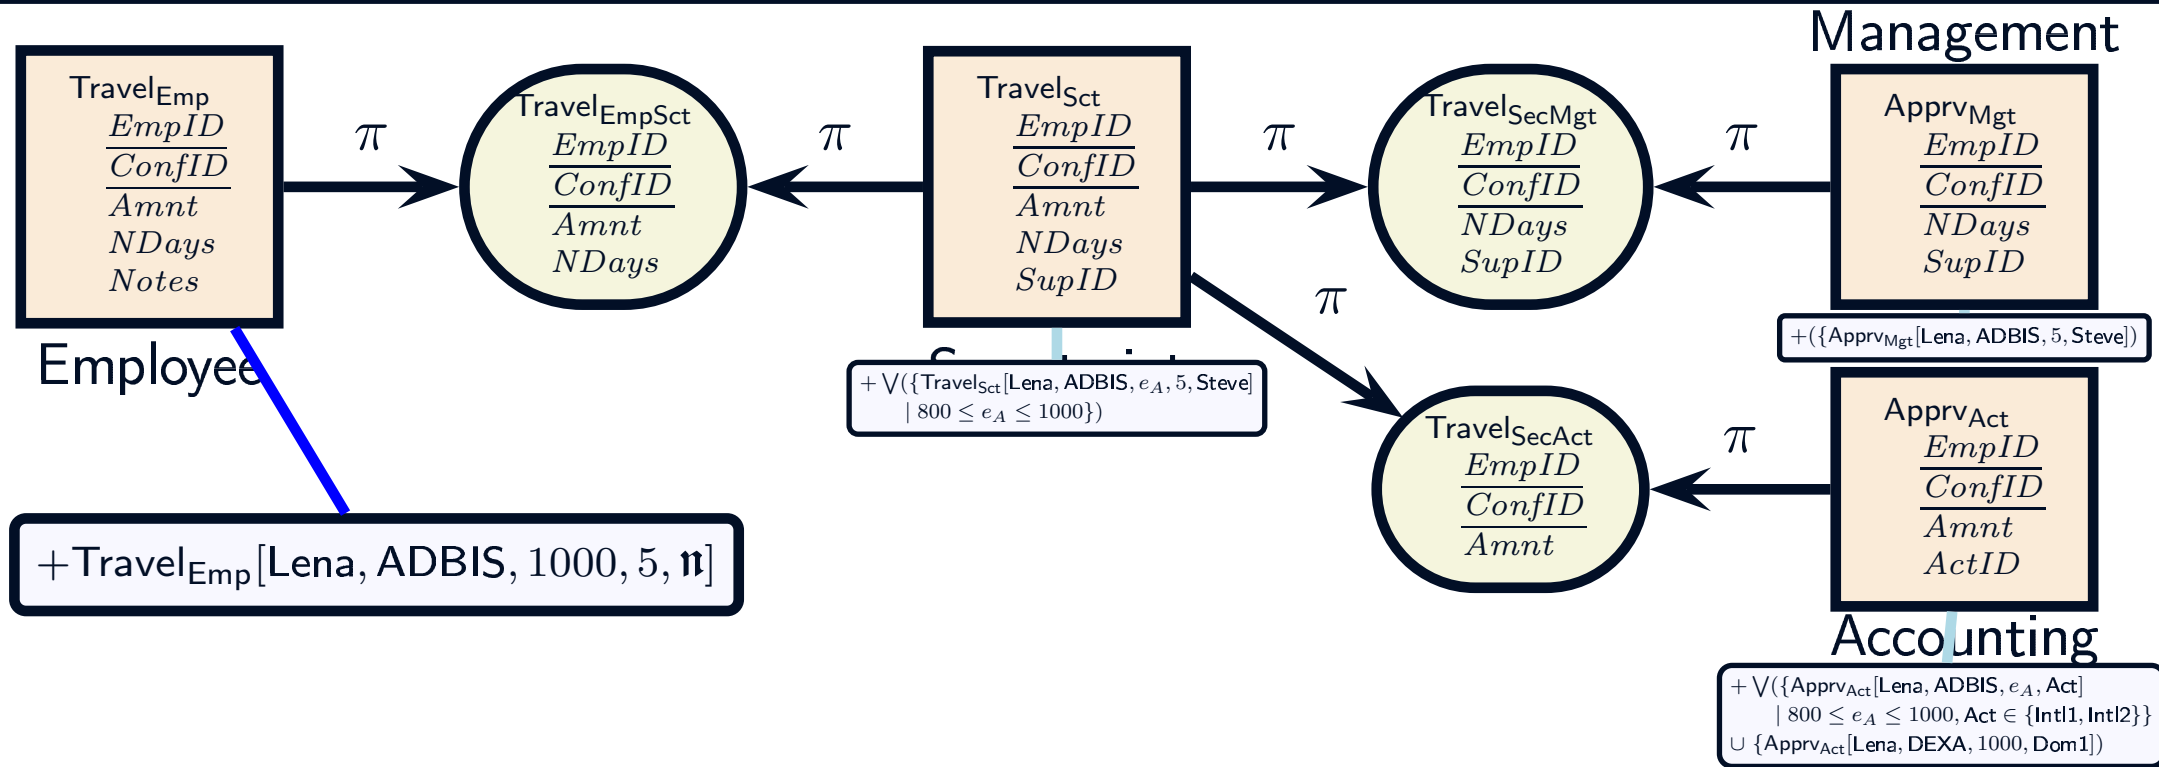 Management
Travel_Emp
EmpID
ConfID
Amnt
NDays
Notes
Employee
π
Travel_EmpSct
EmpID
ConfID
Amnt
NDays
π
Travel_Sct
EmpID
ConfID
Amnt
NDays
SupID
π
Travel_SecMgt
EmpID
ConfID
NDays
SupID
π
Apprv_Mgt
EmpID
ConfID
NDays
SupID
+({Apprv_Mgt[Lena, ADBIS, 5, Steve])
+ ⋁({Travel_Sct[Lena, ADBIS, e_A, 5, Steve]
| 800 ≤ e_A ≤ 1000})
π
Travel_SecAct
EmpID
ConfID
Amnt
π
Apprv_Act
EmpID
ConfID
Amnt
ActID
Accounting
+Travel_Emp[Lena, ADBIS, 1000, 5, 𝔫]
+ ⋁({Apprv_Act[Lena, ADBIS, e_A, Act]
| 800 ≤ e_A ≤ 1000, Act ∈ {Intl1, Intl2}}
∪ {Apprv_Act[Lena, DEXA, 1000, Dom1])